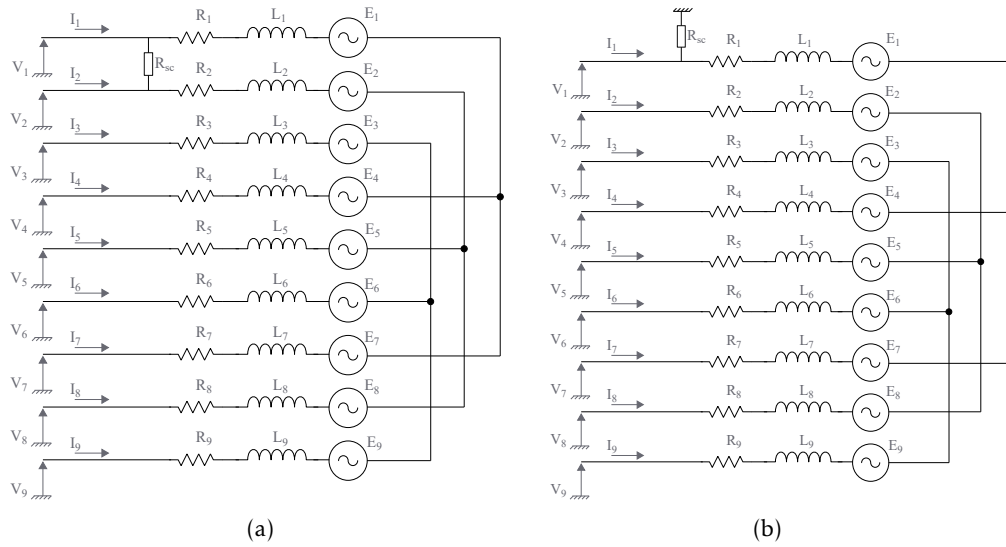 I1 R1 L1 E1
Rsc
V1
I2 R2 L2 E2
V2
I3 R3 L3 E3
V3
I4 R4 L4 E4
V4
I5 R5 L5 E5
V5
I6 R6 L6 E6
V6
I7 R7 L7 E7
V7
I8 R8 L8 E8
V8
I9 R9 L9 E9
V9
(a)
Rsc
I1 R1 L1 E1
V1
I2 R2 L2 E2
V2
I3 R3 L3 E3
V3
I4 R4 L4 E4
V4
I5 R5 L5 E5
V5
I6 R6 L6 E6
V6
I7 R7 L7 E7
V7
I8 R8 L8 E8
V8
I9 R9 L9 E9
V9
(b)